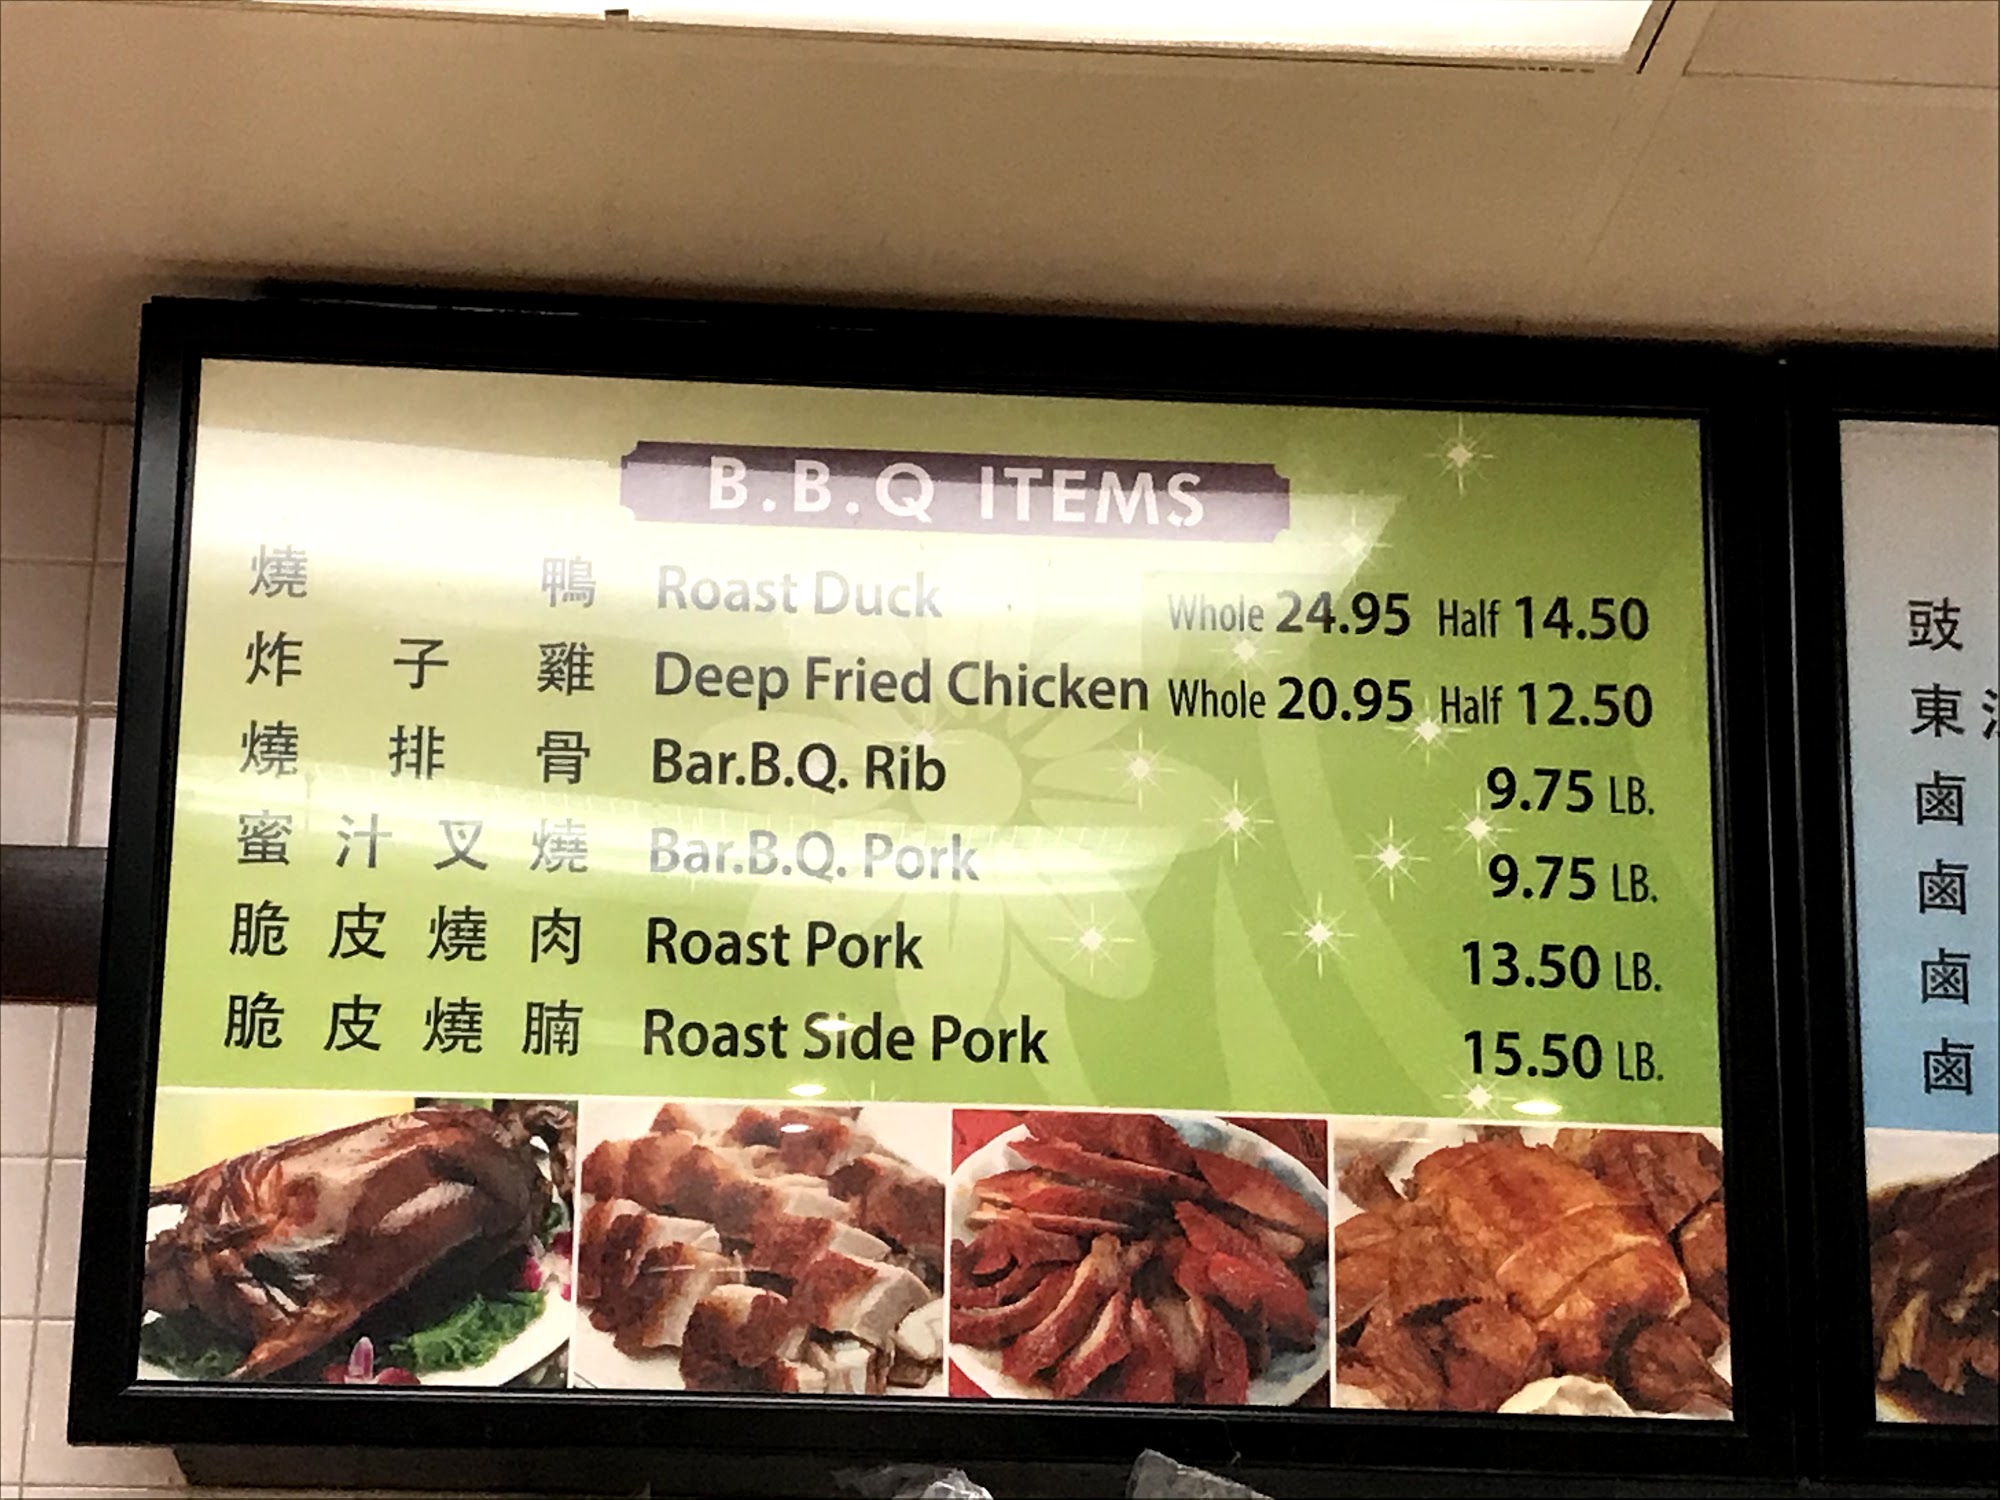 B.B.Q ITEMS
燒鴨 Roast Duck Whole 24.95 Half 14.50
炸子雞 Deep Fried Chicken Whole 20.95 Half 12.50
燒排骨 Bar.B.Q. Rib 9.75 LB.
蜜汁叉燒 Bar.B.Q. Pork 9.75 LB.
脆皮燒肉 Roast Pork 13.50 LB.
脆皮燒腩 Roast Side Pork 15.50 LB.
豉
東
鹵
鹵
鹵
鹵